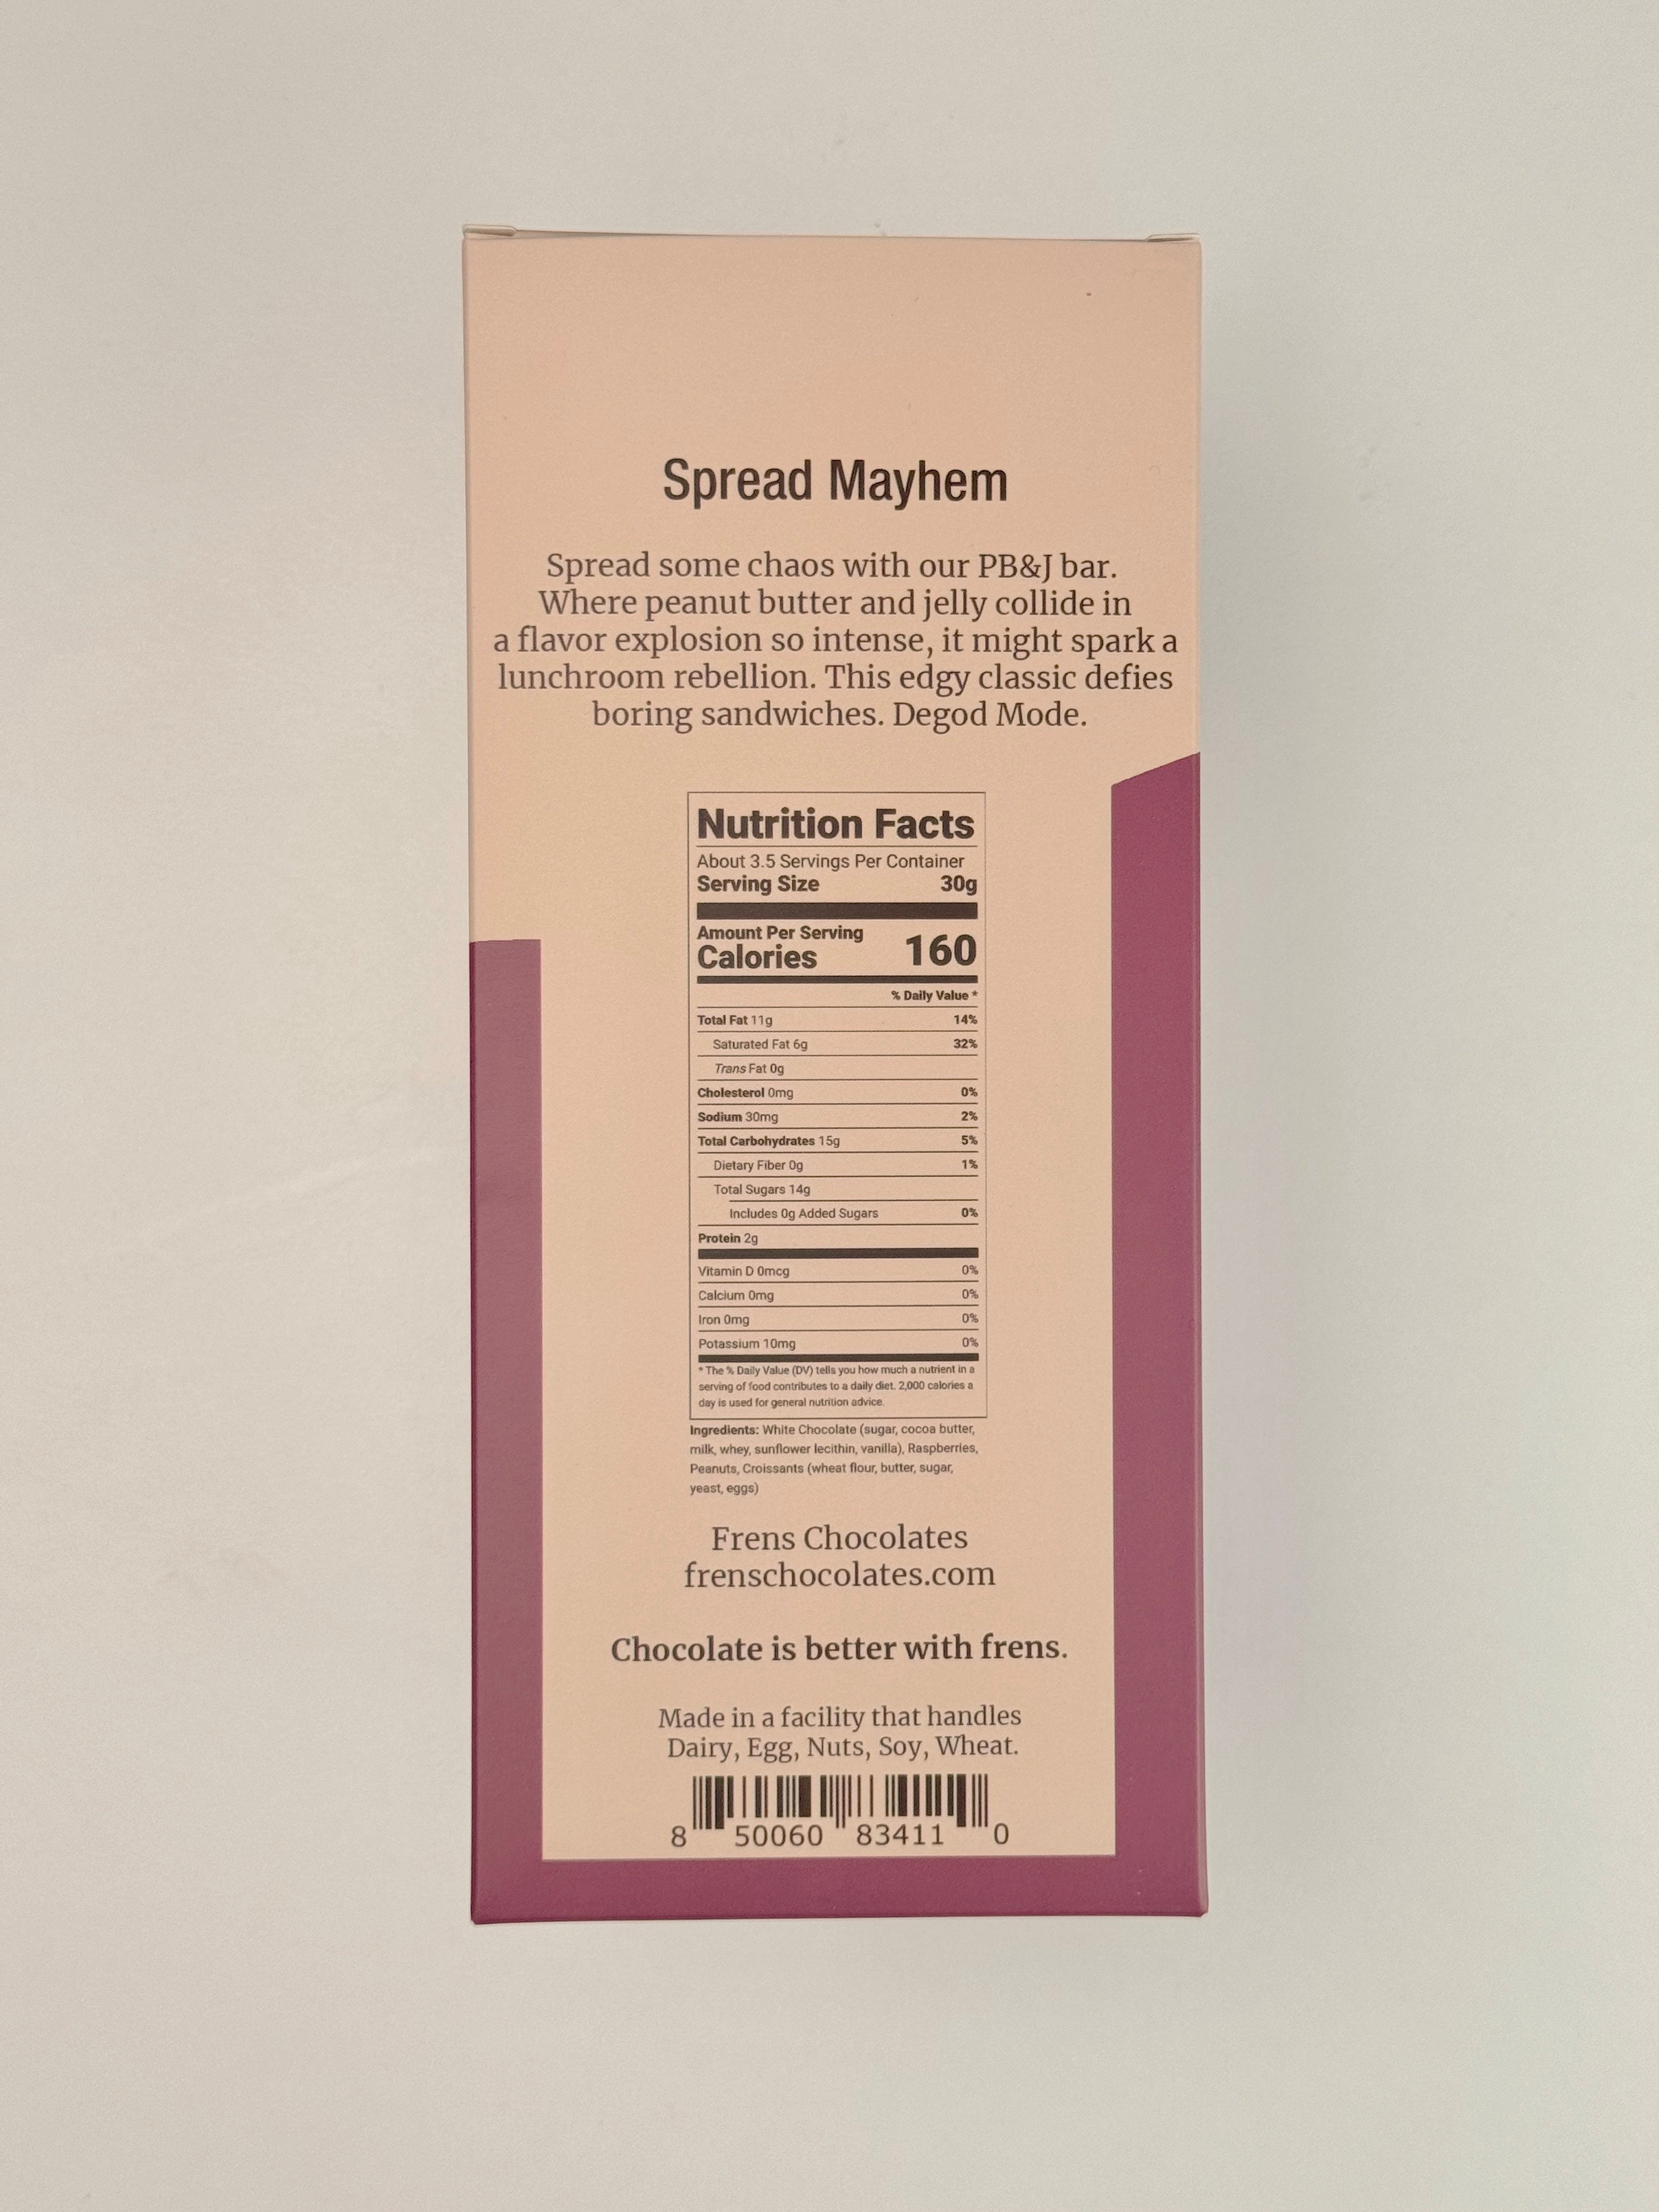 Spread Mayhem
Spread some chaos with our PB&J bar.
Where peanut butter and jelly collide in
a flavor explosion so intense, it might spark a
lunchroom rebellion. This edgy classic defies
boring sandwiches. Degod Mode.
Nutrition Facts
About 3.5 Servings Per Container
Serving Size 30g
Amount Per Serving
Calories 160
% Daily Value *
Total Fat 11g 14%
Saturated Fat 6g 32%
Trans Fat 0g
Cholesterol 0mg 0%
Sodium 30mg 2%
Total Carbohydrates 15g 5%
Dietary Fiber 0g 1%
Total Sugars 14g
Includes 0g Added Sugars 0%
Protein 2g
Vitamin D 0mcg 0%
Calcium 0mg 0%
Iron 0mg 0%
Potassium 10mg 0%
* The % Daily Value (DV) tells you how much a nutrient in a
serving of food contributes to a daily diet. 2,000 calories a
day is used for general nutrition advice.
Ingredients: White Chocolate (sugar, cocoa butter,
milk, whey, sunflower lecithin, vanilla), Raspberries,
Peanuts, Croissants (wheat flour, butter, sugar,
yeast, eggs)
Frens Chocolates
frenschocolates.com
Chocolate is better with frens.
Made in a facility that handles
Dairy, Egg, Nuts, Soy, Wheat.
8 50060 83411 0